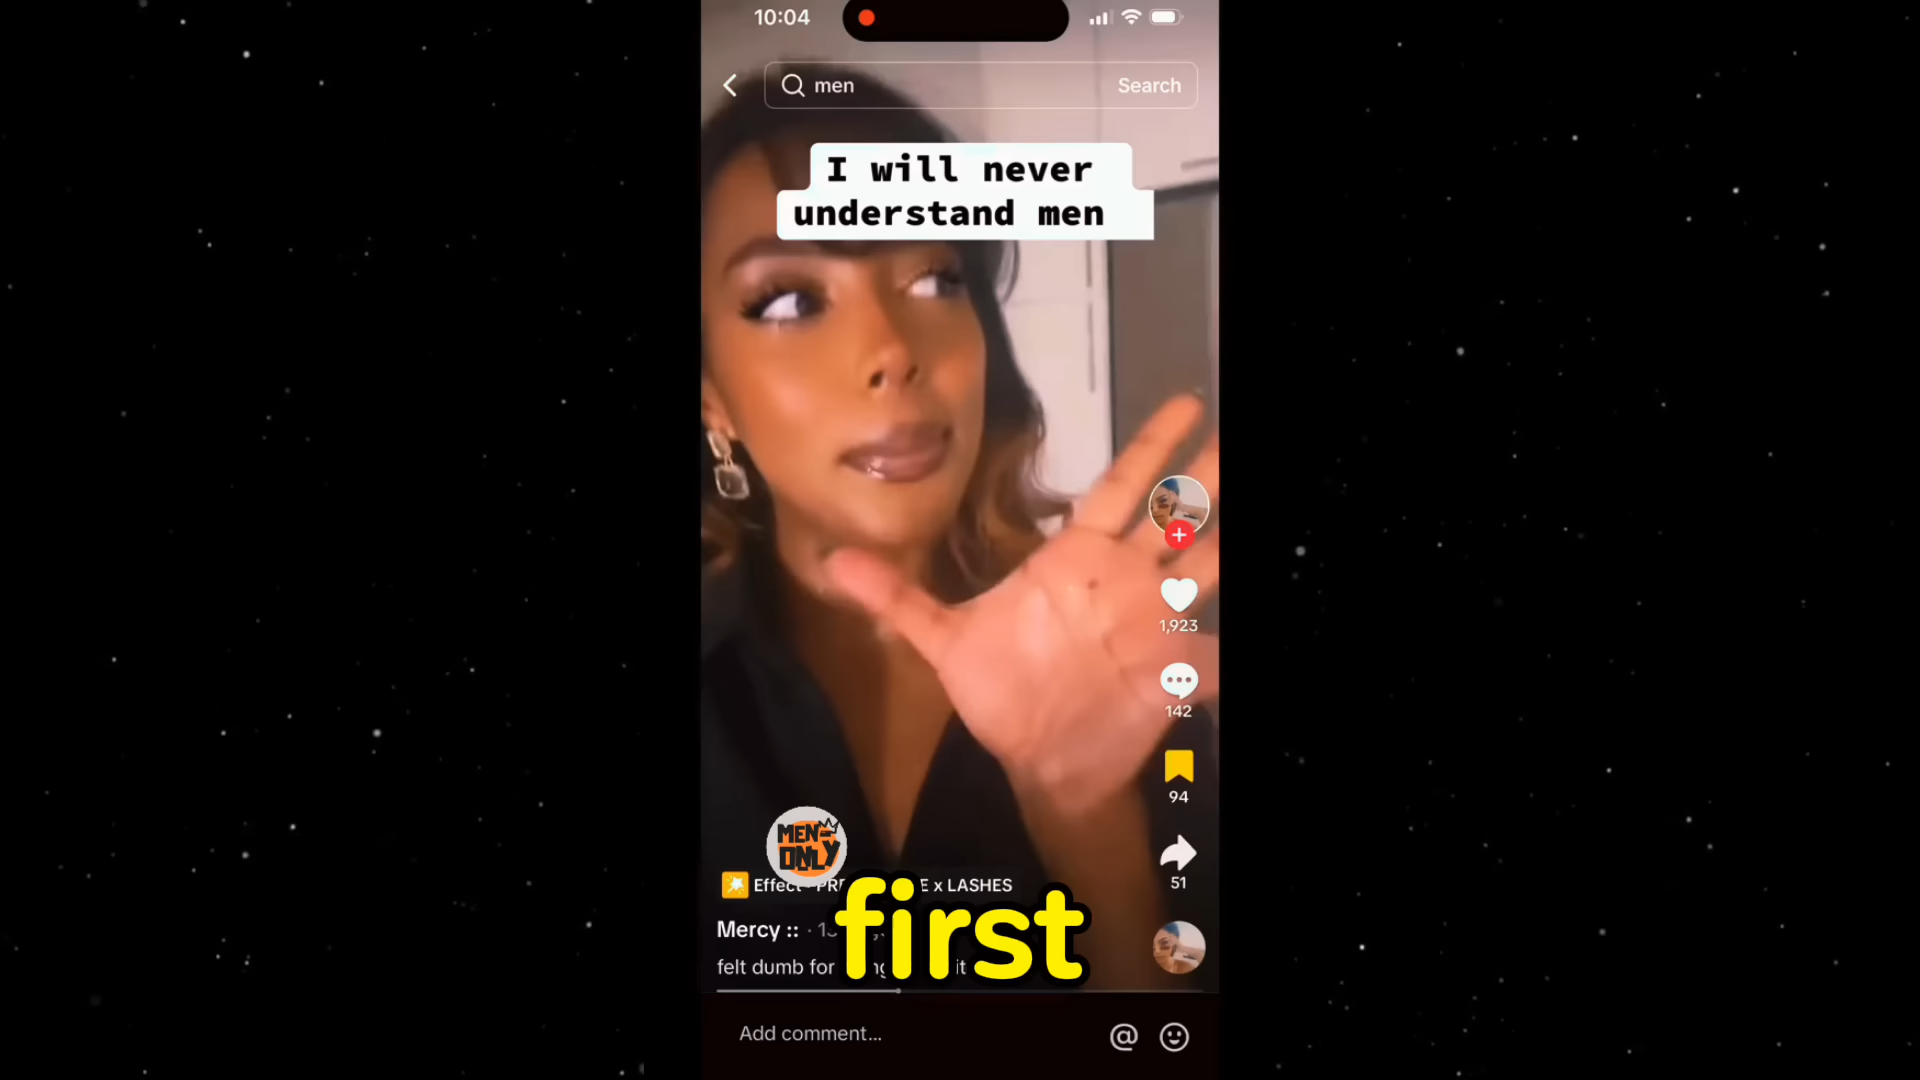 10:04
men
Search
I will never
understand men
1,923
142
94
51
MEN-
ONLY
Effect
x LASHES
Mercy ::
first
felt dumb for
Add comment...